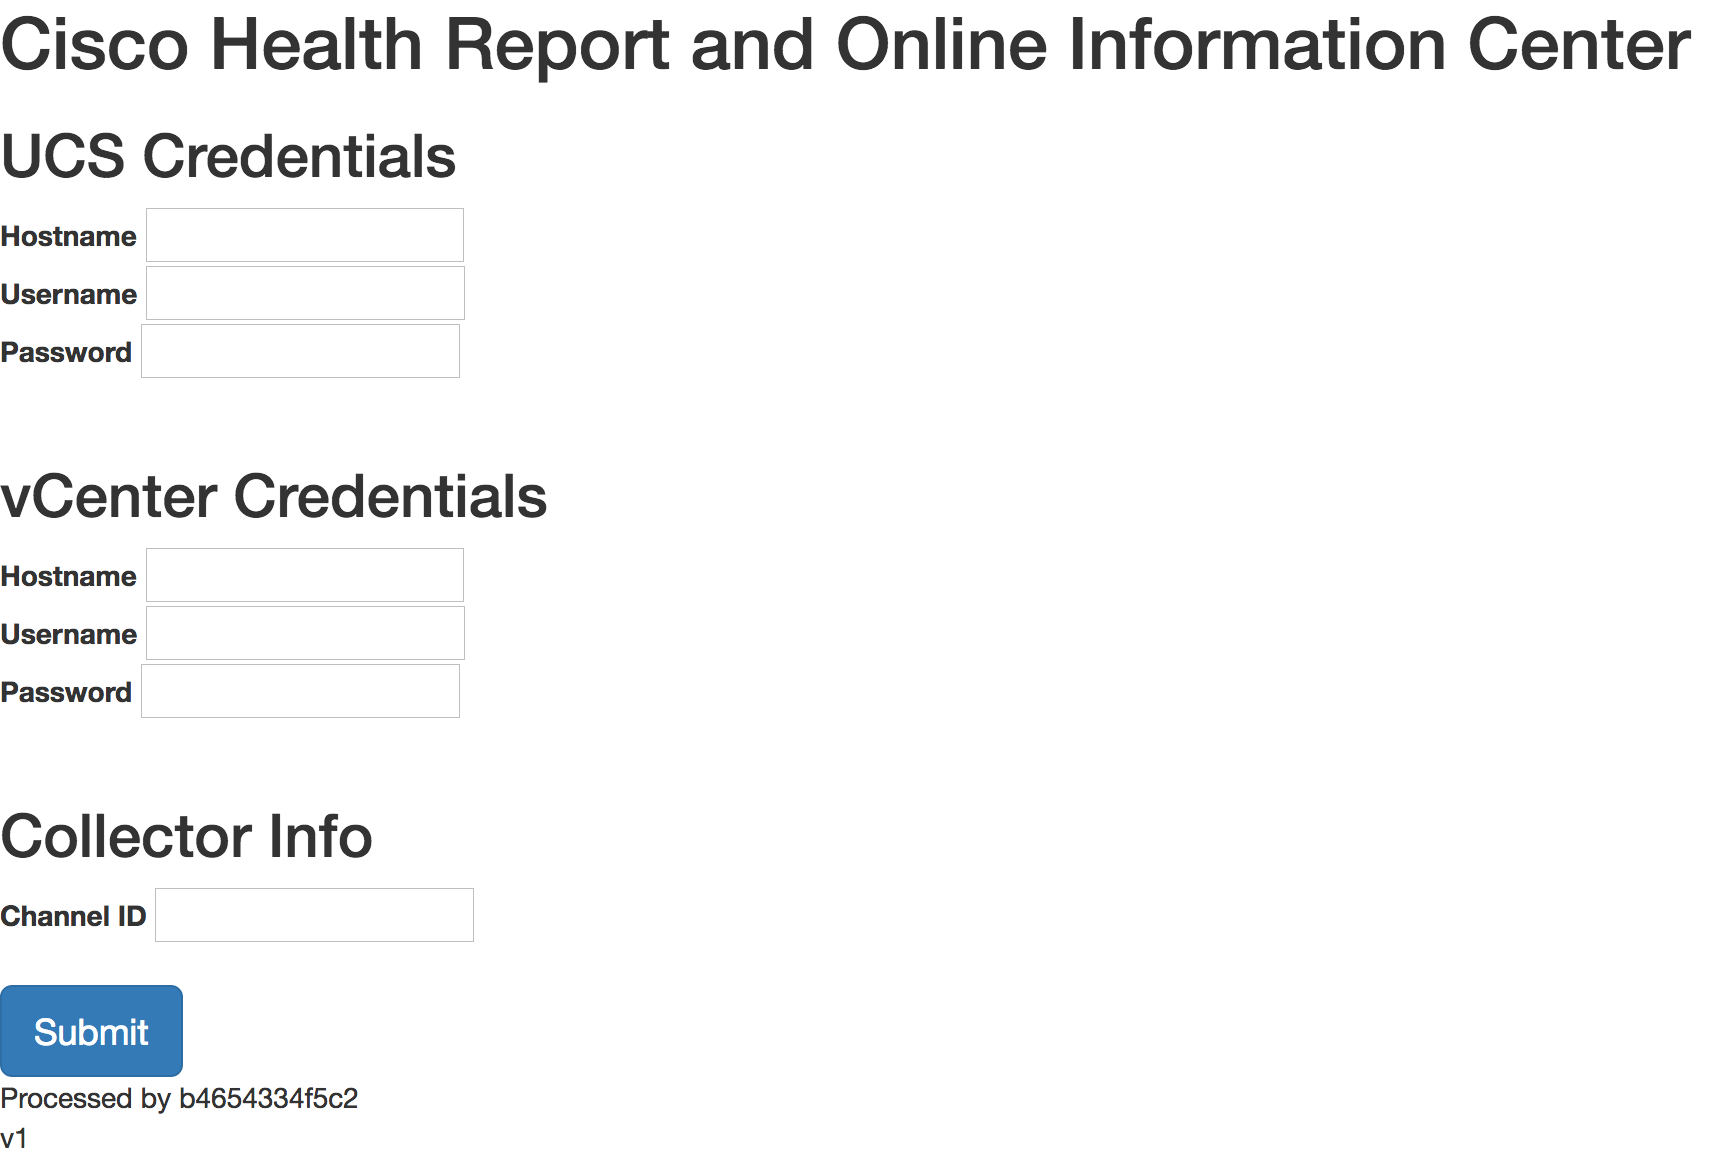 Cisco Health Report and Online Information Center
UCS Credentials
Hostname
Username
Password
vCenter Credentials
Hostname
Username
Password
Collector Info
Channel ID
Submit
Processed by b4654334f5c2
v1